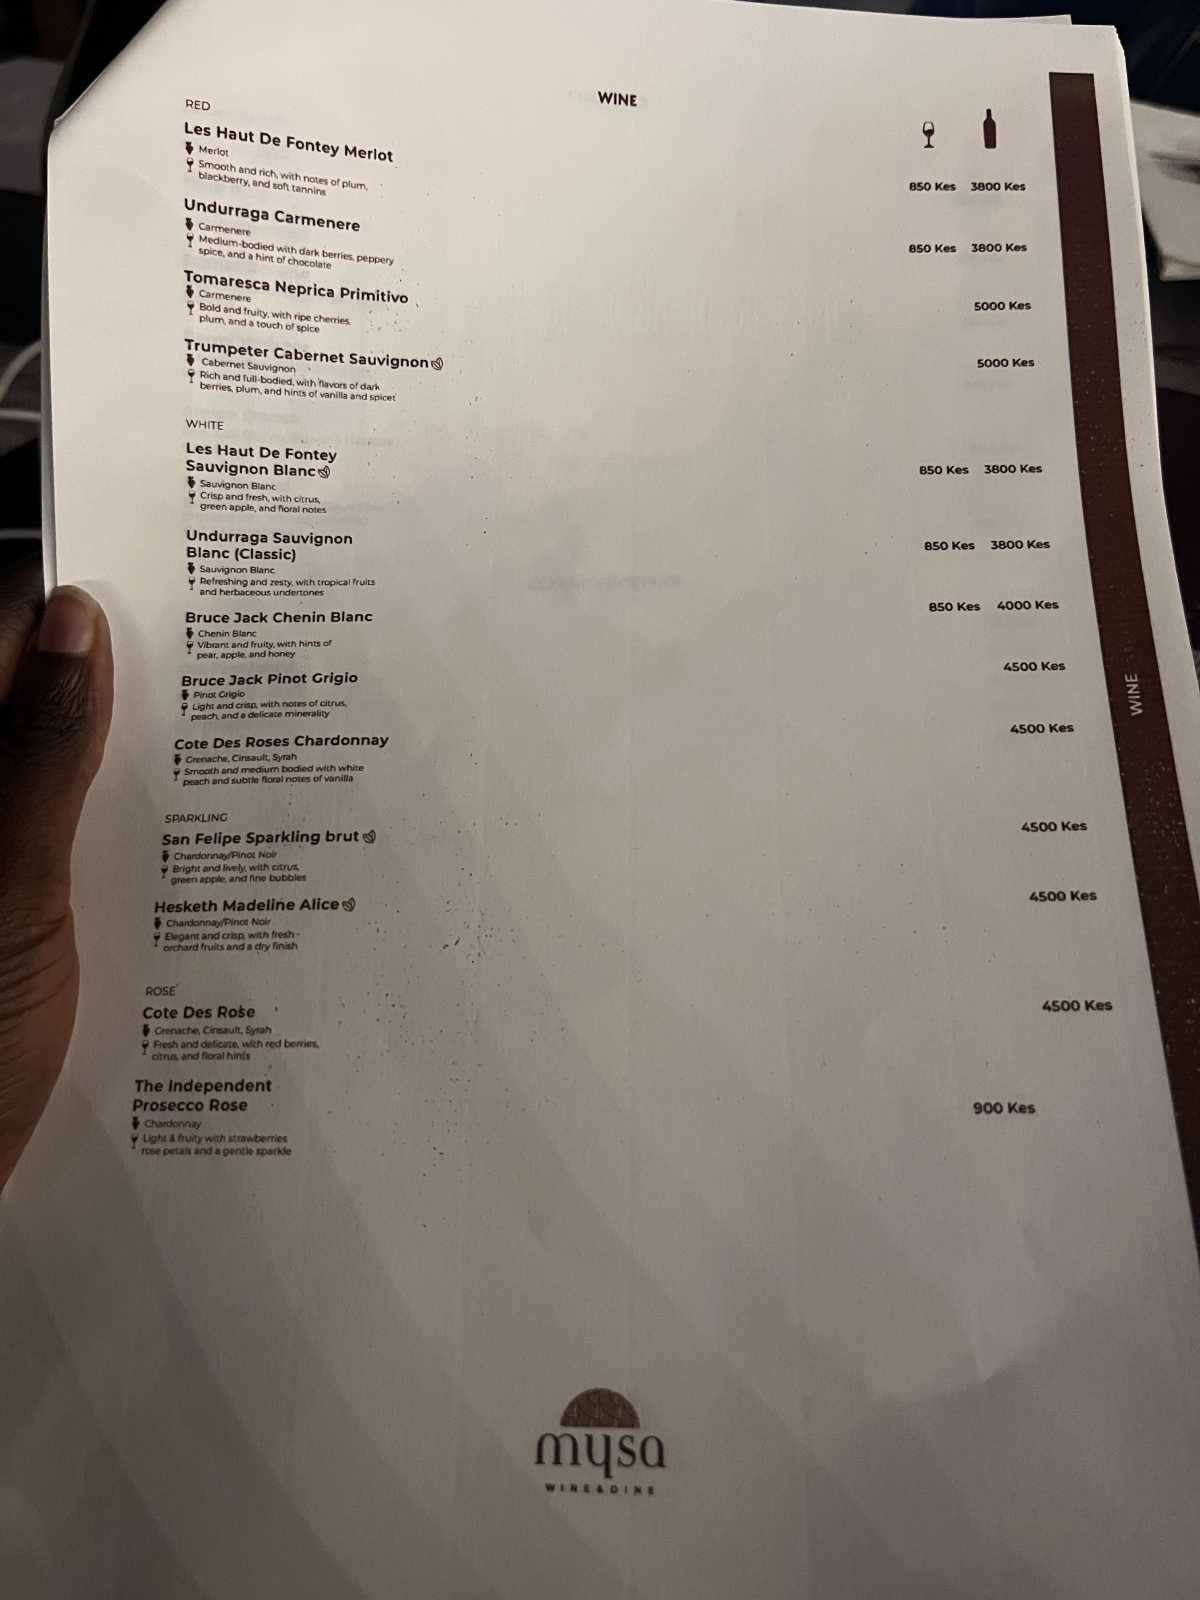 WINE
RED
Les Haut De Fontey Merlot
Merlot
Smooth and rich, with notes of plum,
blackberry, and soft tannins
850 Kes 3800 Kes
Undurraga Carmenere
Carmenere
Medium-bodied with dark berries, peppery
spice, and a hint of chocolate
850 Kes 3800 Kes
Tomaresca Neprica Primitivo
Carmenere
Bold and fruity, with ripe cherries,
plum, and a touch of spice
5000 Kes
Trumpeter Cabernet Sauvignon
Cabernet Sauvignon
Rich and full-bodied, with flavors of dark
berries, plum, and hints of vanilla and spicet
5000 Kes
WHITE
Les Haut De Fontey
Sauvignon Blanc
Sauvignon Blanc
Crisp and fresh, with citrus,
green apple, and floral notes
850 Kes 3800 Kes
Undurraga Sauvignon
Blanc (Classic)
Sauvignon Blanc
Refreshing and zesty, with tropical fruits
and herbaceous undertones
850 Kes 3800 Kes
Bruce Jack Chenin Blanc
Chenin Blanc
Vibrant and fruity, with hints of
pear, apple, and honey
850 Kes 4000 Kes
Bruce Jack Pinot Grigio
Pinot Grigio
Light and crisp, with notes of citrus,
peach, and a delicate minerality
4500 Kes
Cote Des Roses Chardonnay
Grenache, Cinsault, Syrah
Smooth and medium bodied with white
peach and subtle floral notes of vanilla
4500 Kes
SPARKLING
San Felipe Sparkling brut
Chardonnay/Pinot Noir
Bright and lively, with citrus,
green apple, and fine bubbles
4500 Kes
Hesketh Madeline Alice
Chardonnay/Pinot Noir
Elegant and crisp, with fresh
orchard fruits and a dry finish
4500 Kes
ROSE
Cote Des Rose
Grenache, Cinsault, Syrah
Fresh and delicate, with red berries,
citrus, and floral hints
4500 Kes
The Independent
Prosecco Rose
Chardonnay
Light & fruity with strawberries
rose petals and a gentle sparkle
900 Kes
WINE
mysa
WINE & DINE